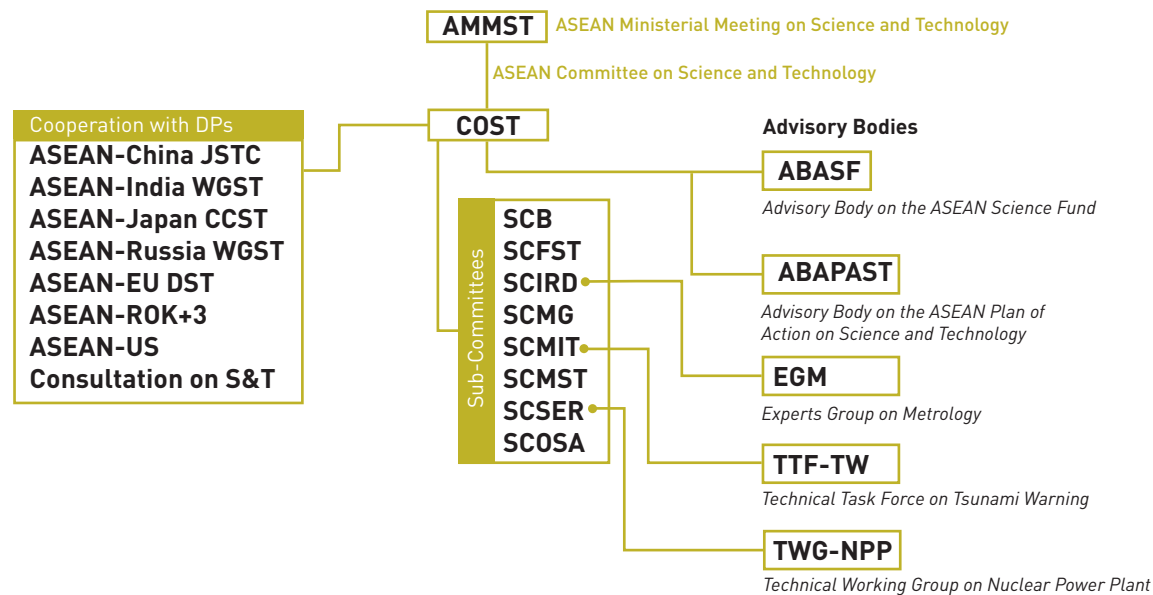 AMMST
ASEAN Ministerial Meeting on Science and Technology
ASEAN Committee on Science and Technology
COST
Cooperation with DPs
ASEAN-China JSTC
ASEAN-India WGST
ASEAN-Japan CCST
ASEAN-Russia WGST
ASEAN-EU DST
ASEAN-ROK+3
ASEAN-US
Consultation on S&T
Sub-Committees
SCB
SCFST
SCIRD
SCMG
SCMIT
SCMST
SCSER
SCOSA
Advisory Bodies
ABASF
Advisory Body on the ASEAN Science Fund
ABAPAST
Advisory Body on the ASEAN Plan of
Action on Science and Technology
EGM
Experts Group on Metrology
TTF-TW
Technical Task Force on Tsunami Warning
TWG-NPP
Technical Working Group on Nuclear Power Plant